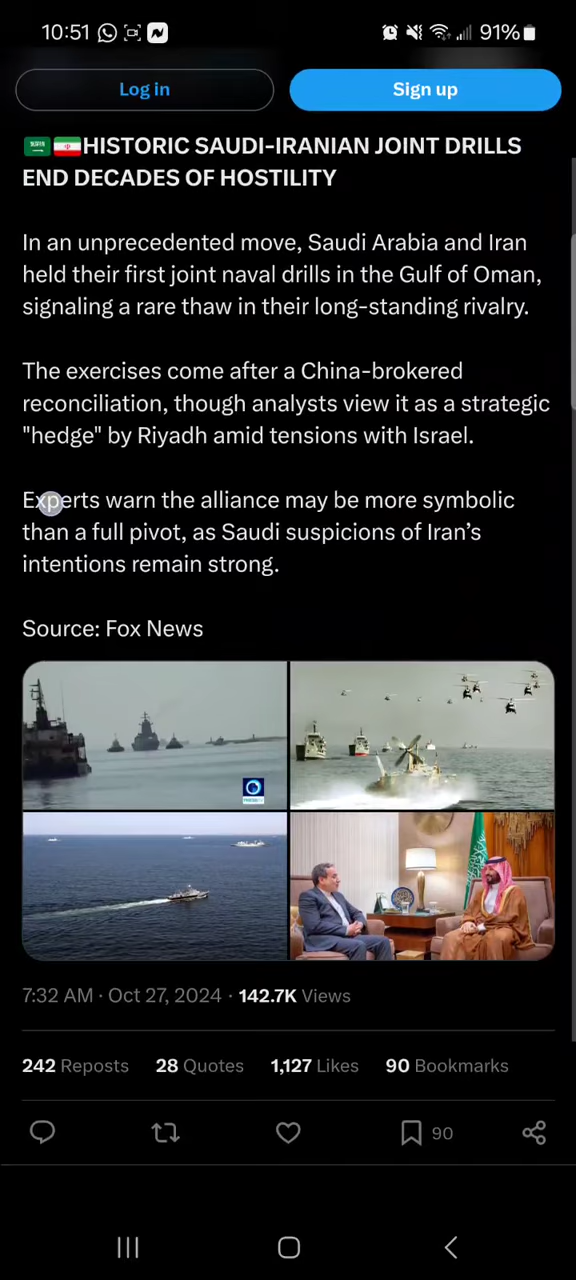 10:51
91%
Log in
Sign up
HISTORIC SAUDI-IRANIAN JOINT DRILLS
END DECADES OF HOSTILITY
In an unprecedented move, Saudi Arabia and Iran
held their first joint naval drills in the Gulf of Oman,
signaling a rare thaw in their long-standing rivalry.
The exercises come after a China-brokered
reconciliation, though analysts view it as a strategic
"hedge" by Riyadh amid tensions with Israel.
Experts warn the alliance may be more symbolic
than a full pivot, as Saudi suspicions of Iran’s
intentions remain strong.
Source: Fox News
7:32 AM · Oct 27, 2024 · 142.7K Views
242 Reposts 28 Quotes 1,127 Likes 90 Bookmarks
90